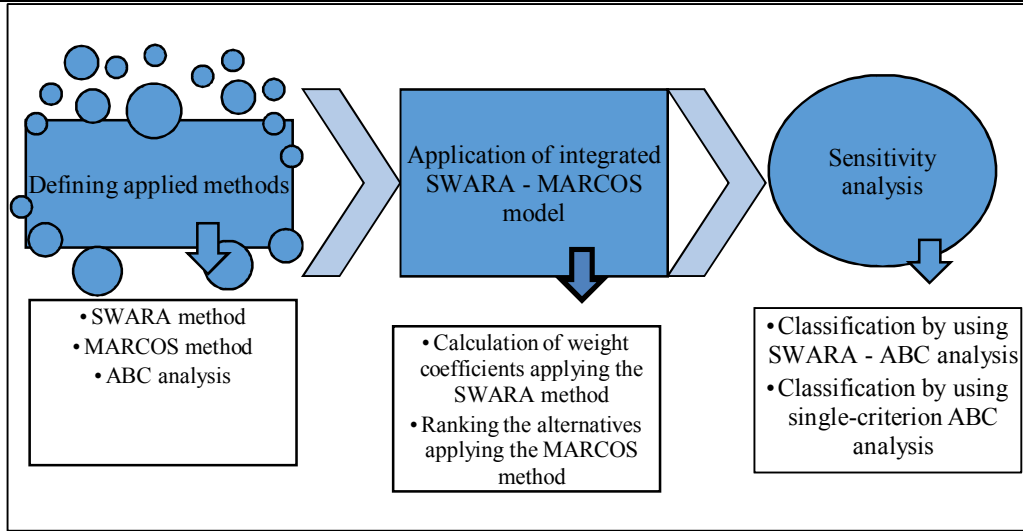 Defining applied methods
• SWARA method
• MARCOS method
• ABC analysis
Application of integrated
SWARA - MARCOS
model
• Calculation of weight
coefficients applying the
SWARA method
• Ranking the alternatives
applying the MARCOS
method
Sensitivity
analysis
• Classification by using
SWARA - ABC analysis
• Classification by using
single-criterion ABC
analysis